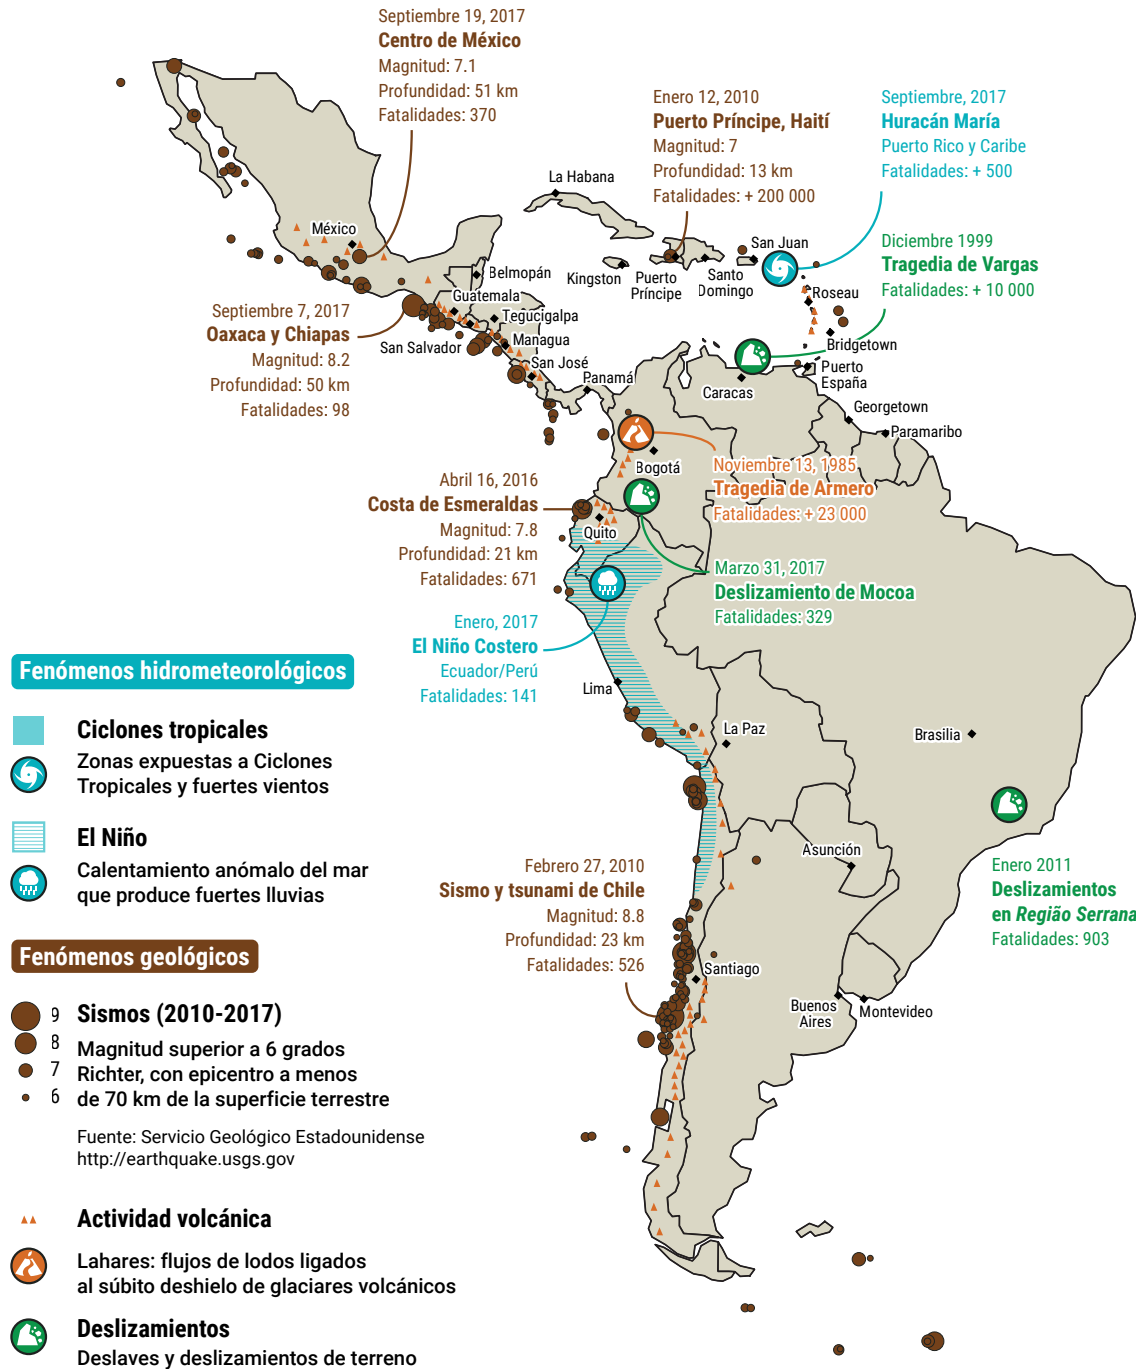 Septiembre 19, 2017
Centro de México
Magnitud: 7.1
Profundidad: 51 km
Fatalidades: 370
Enero 12, 2010
Puerto Príncipe, Haití
Magnitud: 7
Profundidad: 13 km
Fatalidades: + 200 000
Septiembre, 2017
Huracán María
Puerto Rico y Caribe
Fatalidades: + 500
Diciembre 1999
Tragedia de Vargas
Fatalidades: + 10 000
La Habana
México
Belmopán
Kingston
Puerto
Príncipe
Santo
Domingo
San Juan
Roseau
Guatemala
Tegucigalpa
San Salvador
Managua
San José
Panamá
Bridgetown
Puerto
España
Caracas
Georgetown
Paramaribo
Septiembre 7, 2017
Oaxaca y Chiapas
Magnitud: 8.2
Profundidad: 50 km
Fatalidades: 98
Bogotá
Noviembre 13, 1985
Tragedia de Armero
Fatalidades: + 23 000
Abril 16, 2016
Costa de Esmeraldas
Magnitud: 7.8
Profundidad: 21 km
Fatalidades: 671
Quito
Marzo 31, 2017
Deslizamiento de Mocoa
Fatalidades: 329
Enero, 2017
El Niño Costero
Ecuador/Perú
Fatalidades: 141
Lima
La Paz
Brasilia
Asunción
Enero 2011
Deslizamientos
en Região Serrana
Fatalidades: 903
Febrero 27, 2010
Sismo y tsunami de Chile
Magnitud: 8.8
Profundidad: 23 km
Fatalidades: 526
Santiago
Buenos
Aires
Montevideo
Fenómenos hidrometeorológicos
Ciclones tropicales
Zonas expuestas a Ciclones
Tropicales y fuertes vientos
El Niño
Calentamiento anómalo del mar
que produce fuertes lluvias
Fenómenos geológicos
9
8
7
6
Sismos (2010-2017)
Magnitud superior a 6 grados
Richter, con epicentro a menos
de 70 km de la superficie terrestre
Fuente: Servicio Geológico Estadounidense
http://earthquake.usgs.gov
Actividad volcánica
Lahares: flujos de lodos ligados
al súbito deshielo de glaciares volcánicos
Deslizamientos
Deslaves y deslizamientos de terreno